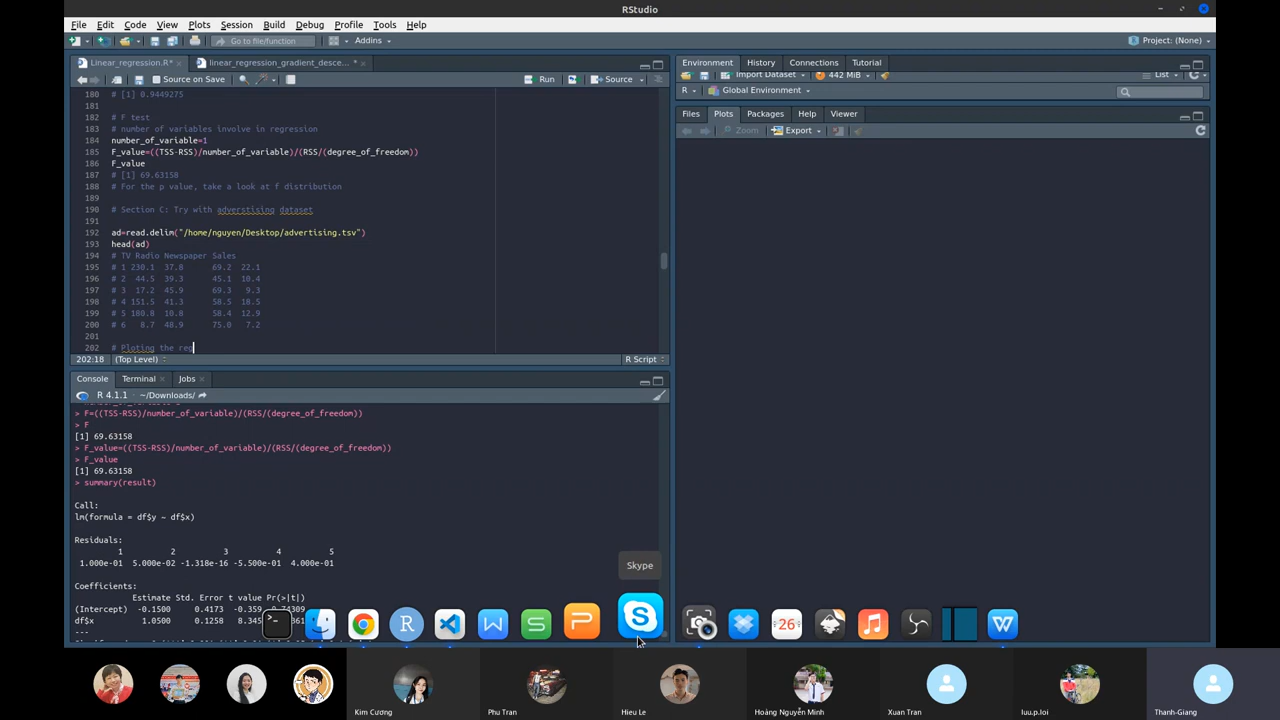 RStudio
File Edit Code View Plots Session Build Debug Profile Tools Help
Go to file/function
Addins
Project: (None)
Linear_regression.R*
linear_regression_gradient_desce... *
Source on Save
Run
Source
180 # [1] 0.9449275
181
182 # F test
183 # number of variables involve in regression
184 number_of_variable=1
185 F_value=((TSS-RSS)/number_of_variable)/(RSS/(degree_of_freedom))
186 F_value
187 # [1] 69.63158
188 # For the p value, take a look at f distribution
189
190 # Section C: Try with adverstising dataset
191
192 ad=read.delim("/home/nguyen/Desktop/advertising.tsv")
193 head(ad)
194 # TV Radio Newspaper Sales
195 # 1 230.1 37.8 69.2 22.1
196 # 2 44.5 39.3 45.1 10.4
197 # 3 17.2 45.9 69.3 9.3
198 # 4 151.5 41.3 58.5 18.5
199 # 5 180.8 10.8 58.4 12.9
200 # 6 8.7 48.9 75.0 7.2
201
202 # Ploting the reg
202:18 (Top Level)
R Script
Console Terminal Jobs
R 4.1.1 · ~/Downloads/
> F=((TSS-RSS)/number_of_variable)/(RSS/(degree_of_freedom))
> F
[1] 69.63158
> F_value=((TSS-RSS)/number_of_variable)/(RSS/(degree_of_freedom))
> F_value
[1] 69.63158
> summary(result)
Call:
lm(formula = df$y ~ df$x)
Residuals:
1 2 3 4 5
1.000e-01 5.000e-02 -1.318e-16 -5.500e-01 4.000e-01
Coefficients:
Estimate Std. Error t value Pr(>|t|)
(Intercept) -0.1500 0.4173 -0.359 0.74309
df$x 1.0500 0.1258 8.345
---
Environment History Connections Tutorial
Import Dataset
442 MiB
List
R
Global Environment
Files Plots Packages Help Viewer
Zoom
Export
Skype
26
Kim Cương
Phu Tran
Hieu Le
Hoàng Nguyễn Minh
Xuan Tran
luu.p.loi
Thanh-Giang